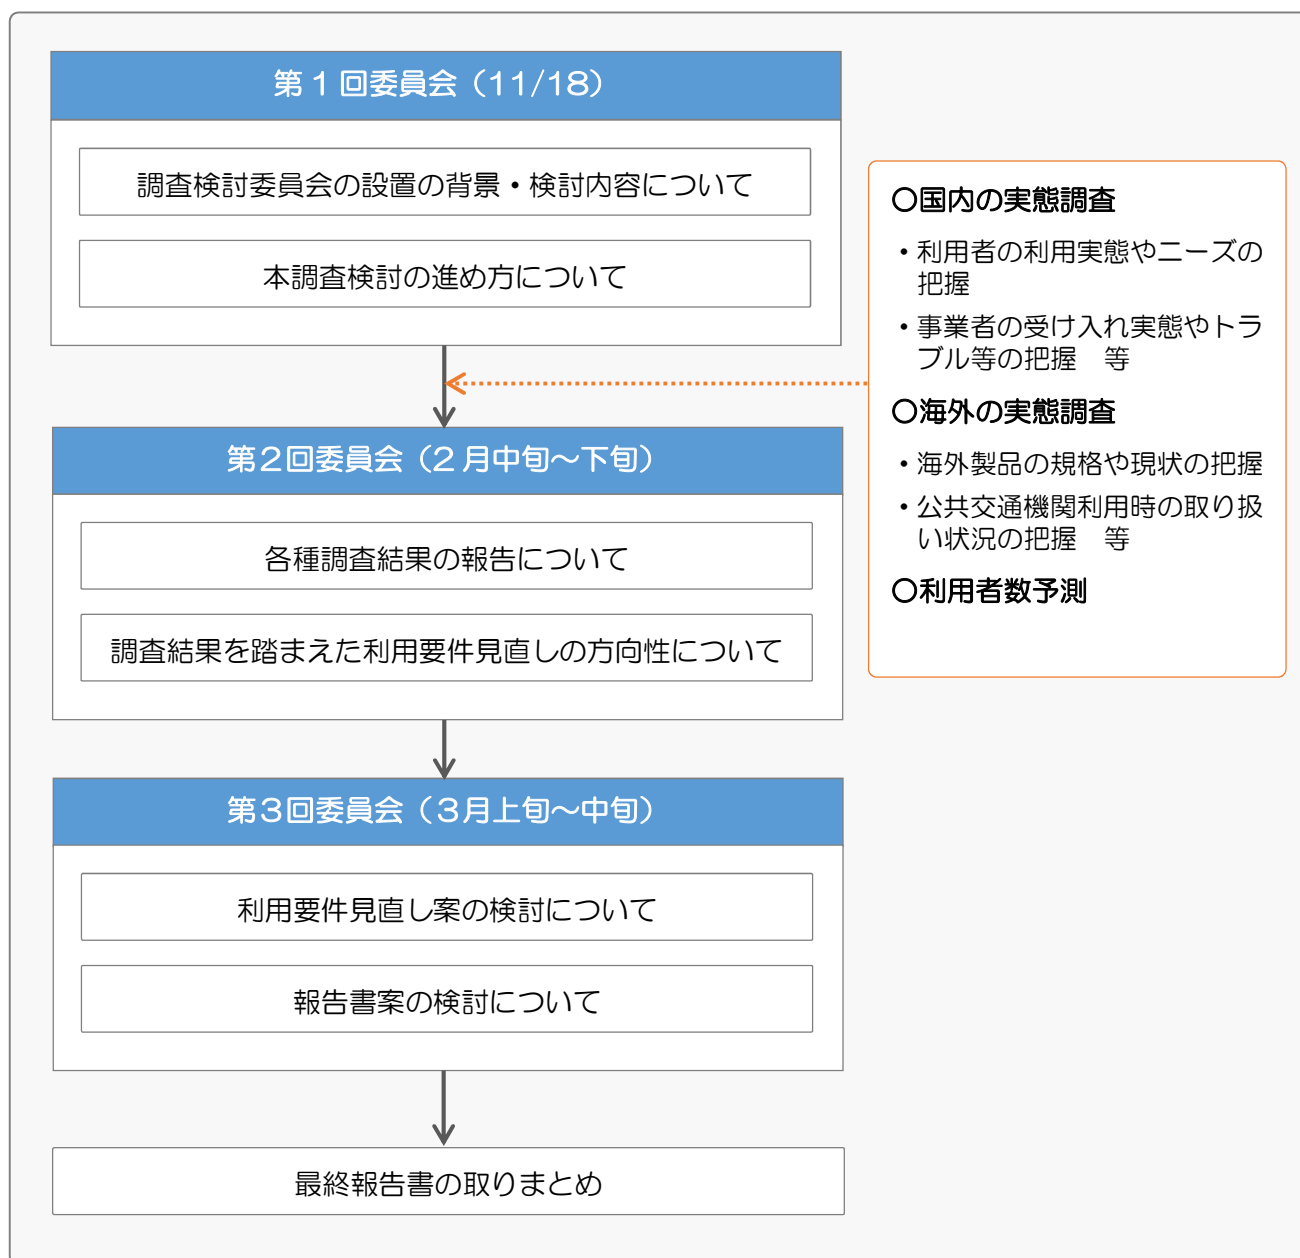 第１回委員会（11/18）
調査検討委員会の設置の背景・検討内容について
本調査検討の進め方について
〇国内の実態調査
・利用者の利用実態やニーズの
把握
・事業者の受け入れ実態やトラ
ブル等の把握　等
〇海外の実態調査
・海外製品の規格や現状の把握
・公共交通機関利用時の取り扱
い状況の把握　等
〇利用者数予測
第２回委員会（２月中旬～下旬）
各種調査結果の報告について
調査結果を踏まえた利用要件見直しの方向性について
第３回委員会（３月上旬～中旬）
利用要件見直し案の検討について
報告書案の検討について
最終報告書の取りまとめ